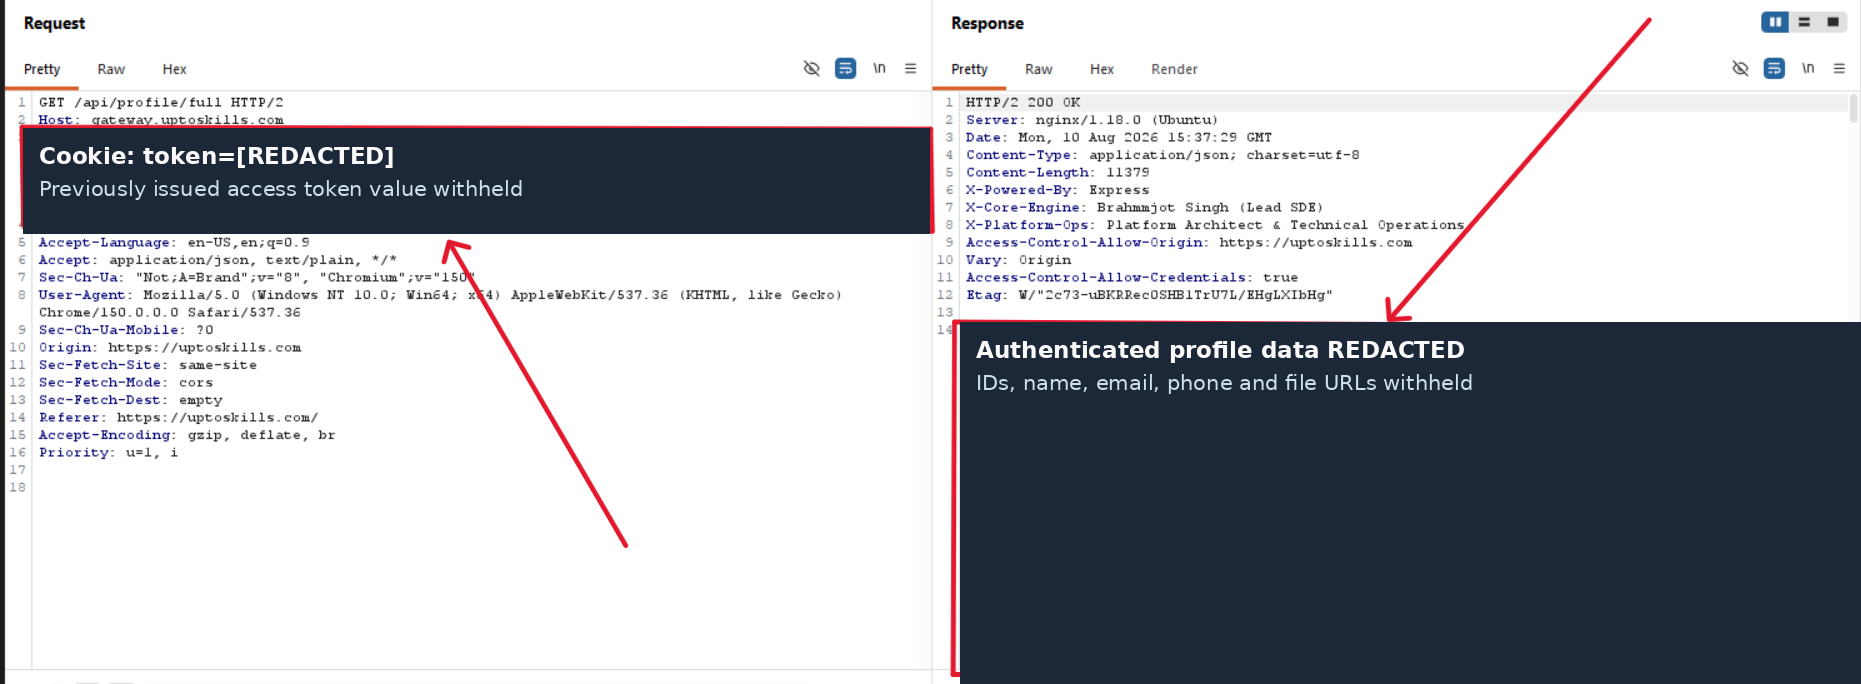 Request
Pretty Raw Hex \n
1 GET /api/profile/full HTTP/2
2 Host: gateway.uptoskills.com
Cookie: token=[REDACTED]
Previously issued access token value withheld
5 Accept-Language: en-US,en;q=0.9
6 Accept: application/json, text/plain, */*
7 Sec-Ch-Ua: "Not;A=Brand";v="8", "Chromium";v="150"
8 User-Agent: Mozilla/5.0 (Windows NT 10.0; Win64; x64) AppleWebKit/537.36 (KHTML, like Gecko)
Chrome/150.0.0.0 Safari/537.36
9 Sec-Ch-Ua-Mobile: ?0
10 Origin: https://uptoskills.com
11 Sec-Fetch-Site: same-site
12 Sec-Fetch-Mode: cors
13 Sec-Fetch-Dest: empty
14 Referer: https://uptoskills.com/
15 Accept-Encoding: gzip, deflate, br
16 Priority: u=1, i
17
18
Response
Pretty Raw Hex Render \n
1 HTTP/2 200 OK
2 Server: nginx/1.18.0 (Ubuntu)
3 Date: Mon, 10 Aug 2026 15:37:29 GMT
4 Content-Type: application/json; charset=utf-8
5 Content-Length: 11379
6 X-Powered-By: Express
7 X-Core-Engine: Brahmmjot Singh (Lead SDE)
8 X-Platform-Ops: Platform Architect & Technical Operations
9 Access-Control-Allow-Origin: https://uptoskills.com
10 Vary: Origin
11 Access-Control-Allow-Credentials: true
12 Etag: W/"2c73-uBKRRec0SHB1TrU7L/EHgLXIbHg"
13
14
Authenticated profile data REDACTED
IDs, name, email, phone and file URLs withheld